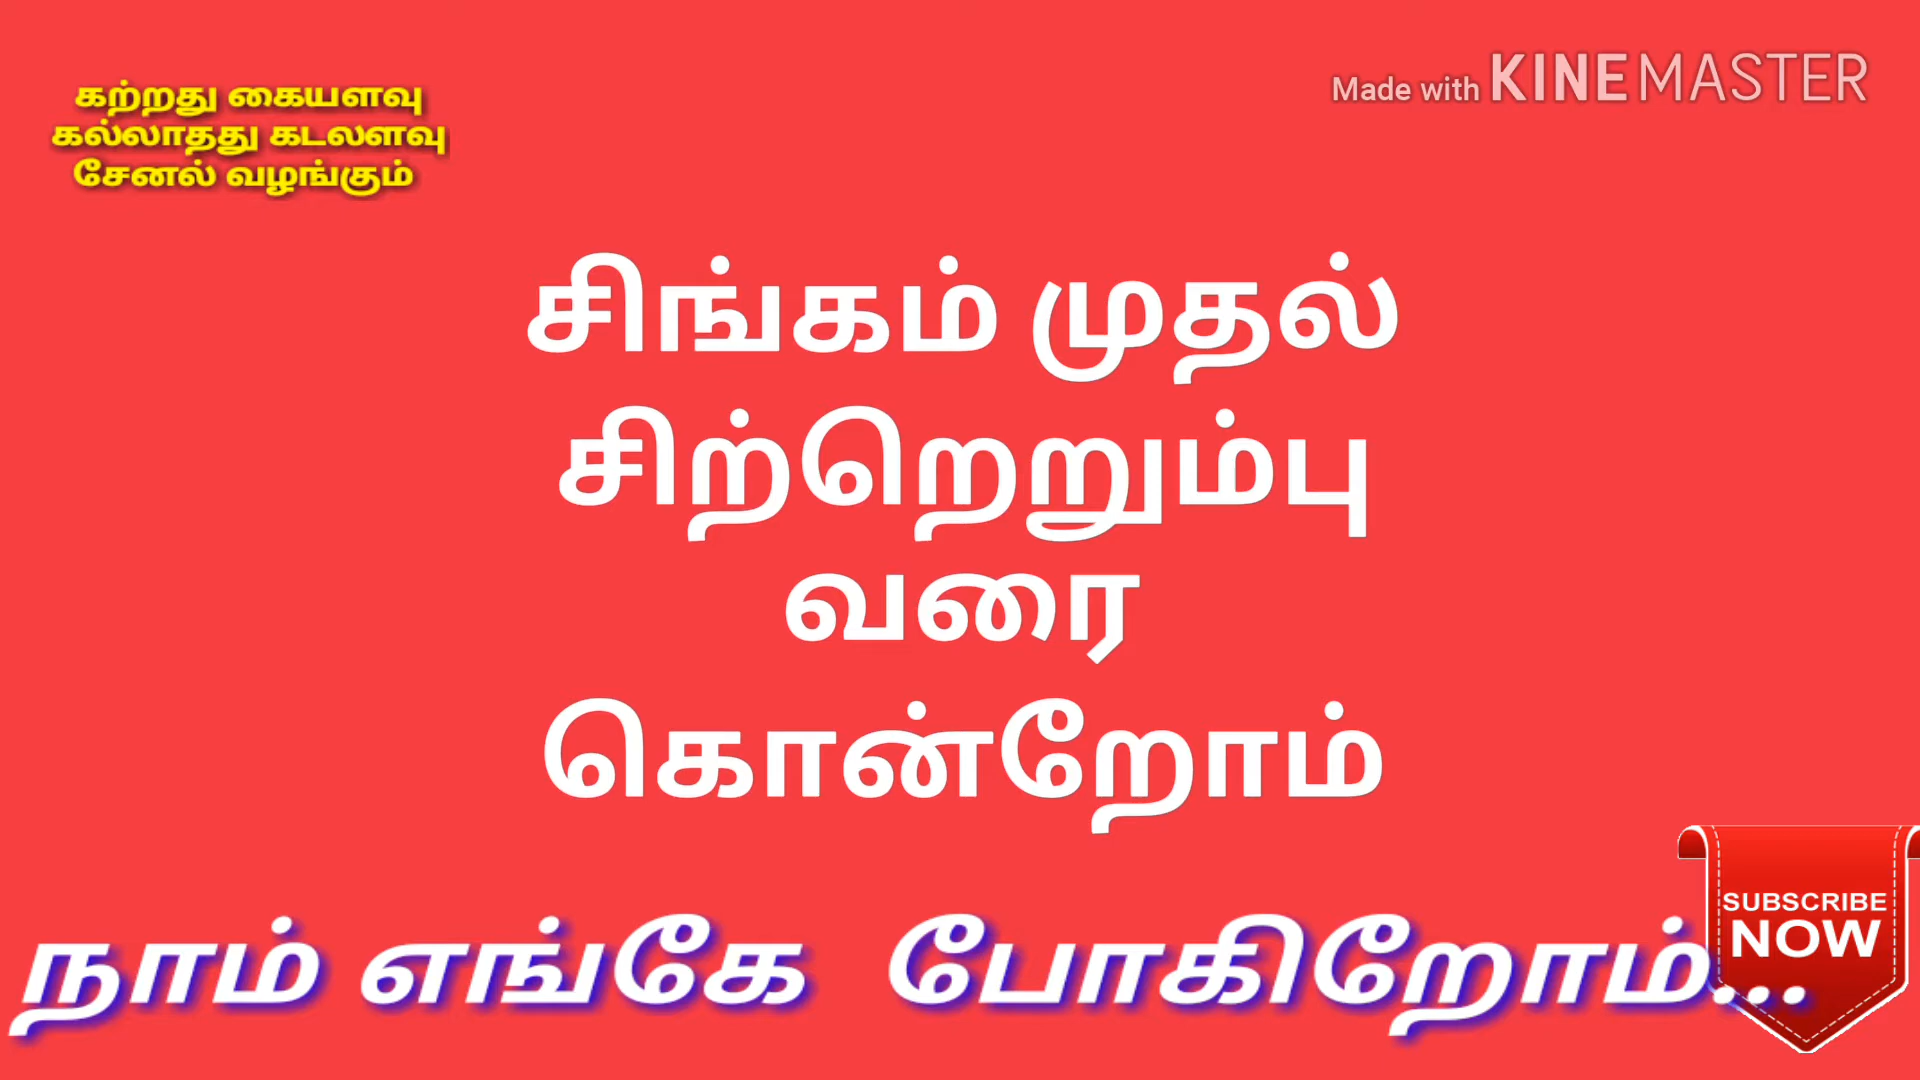 கற்றது கையளவு
கல்லாதது கடலளவு
சேனல் வழங்கும்
Made with KINEMASTER
சிங்கம் முதல்
சிற்றெறும்பு
வரை
கொன்றோம்
SUBSCRIBE
NOW
நாம் எங்கே போகிறோம்...